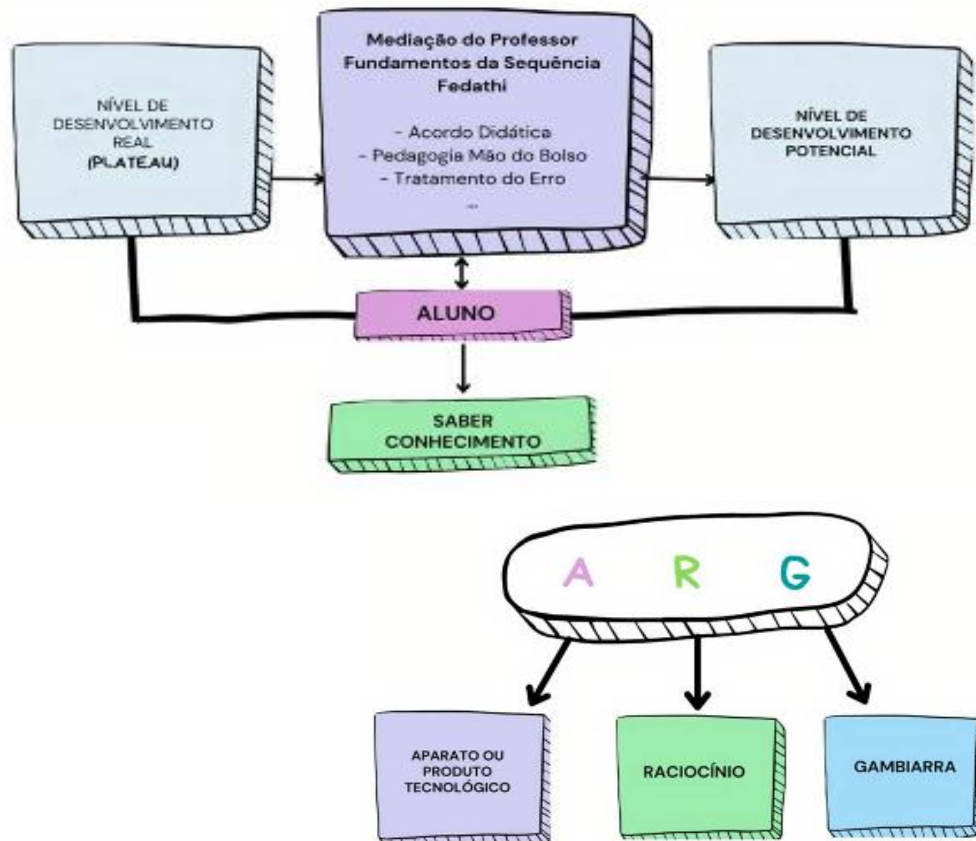 NÍVEL DE
DESENVOLVIMENTO
REAL
(PLATEAU)
Mediação do Professor
Fundamentos da Sequência
Fedathi
- Acordo Didática
- Pedagogia Mão do Bolso
- Tratamento do Erro
...
NÍVEL DE
DESENVOLVIMENTO
POTENCIAL
ALUNO
SABER
CONHECIMENTO
A R G
APARATO OU
PRODUTO
TECNOLÓGICO
RACIOCÍNIO
GAMBIARRA